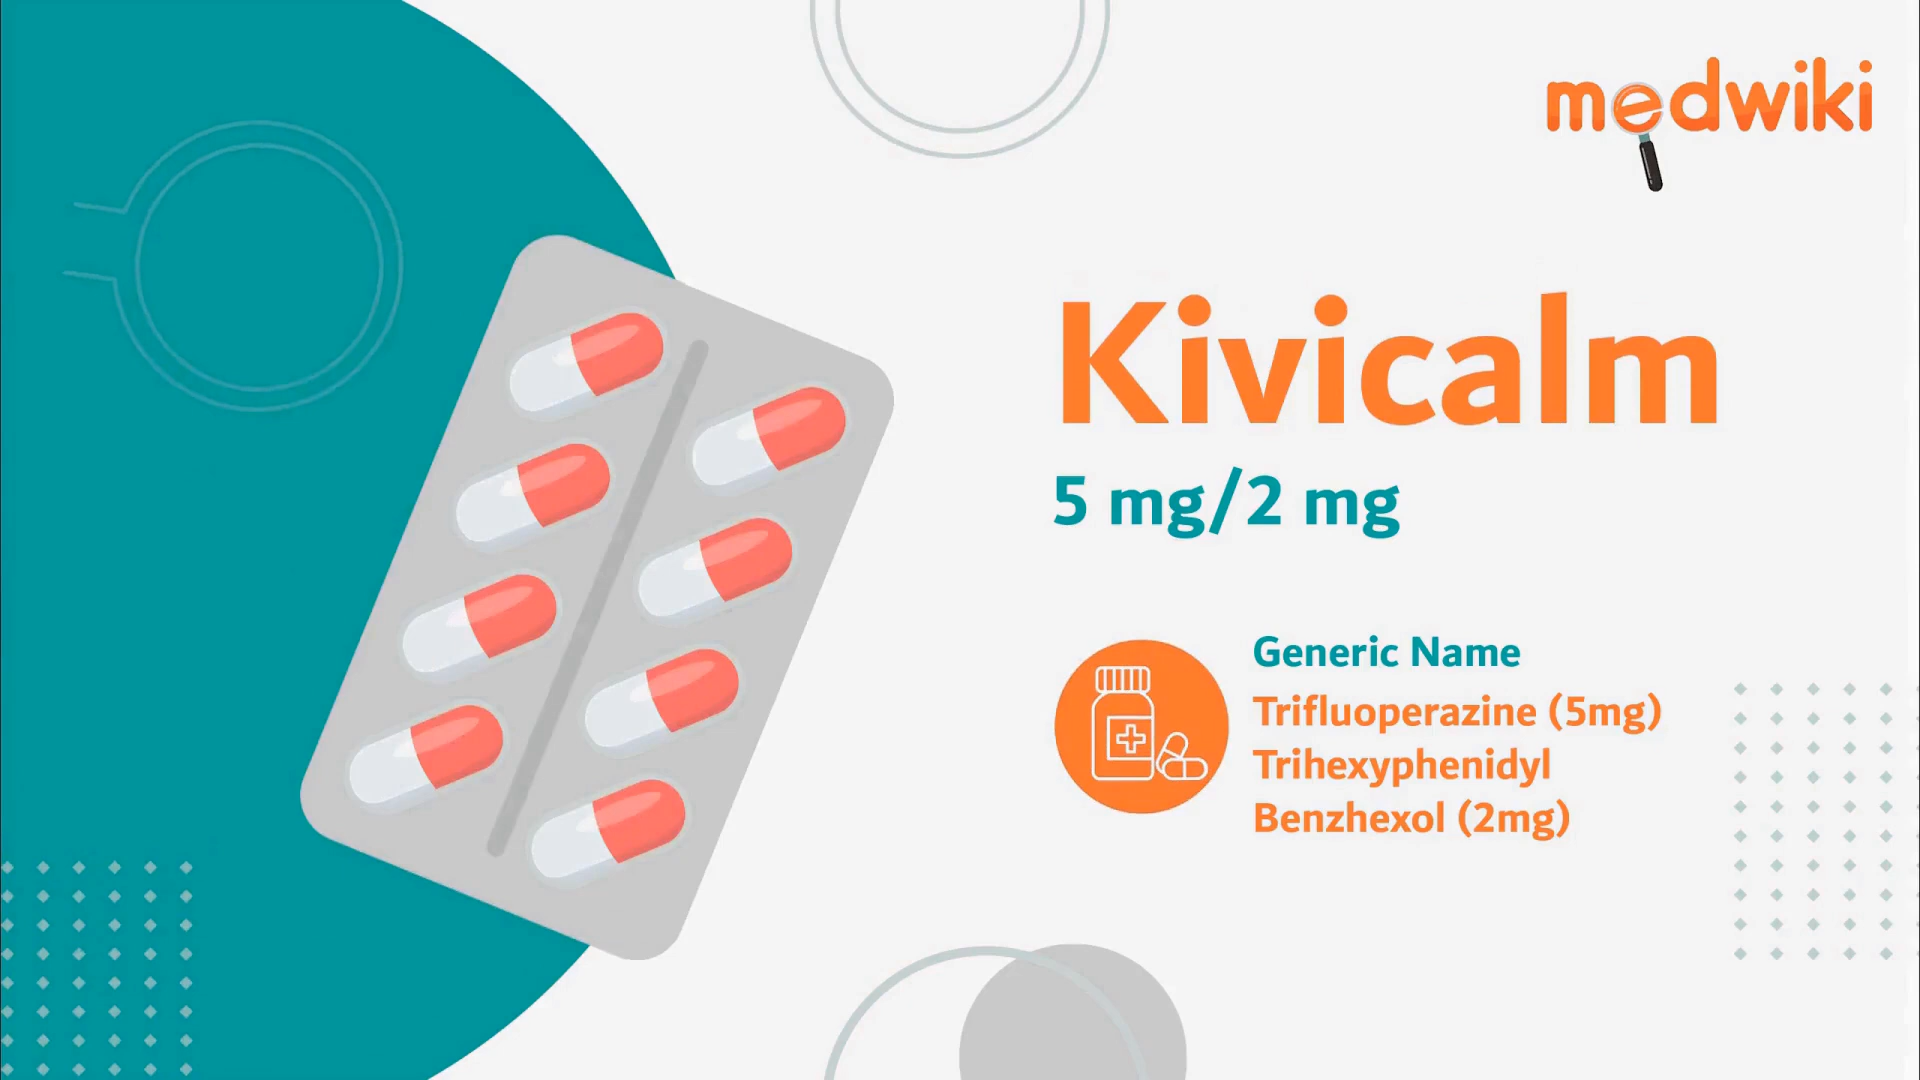 medwiki
Kivicalm
5 mg/2 mg
Generic Name
Trifluoperazine (5mg)
Trihexyphenidyl
Benzhexol (2mg)